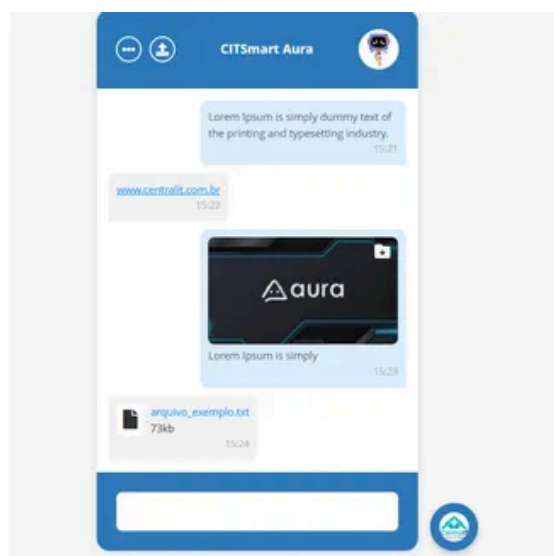 CITSmart Aura
Lorem Ipsum is simply dummy text of
the printing and typesetting industry.
15:21
www.centralit.com.br
15:22
aura
Lorem Ipsum is simply
15:23
arquivo_exemplo.txt
73kb
15:24